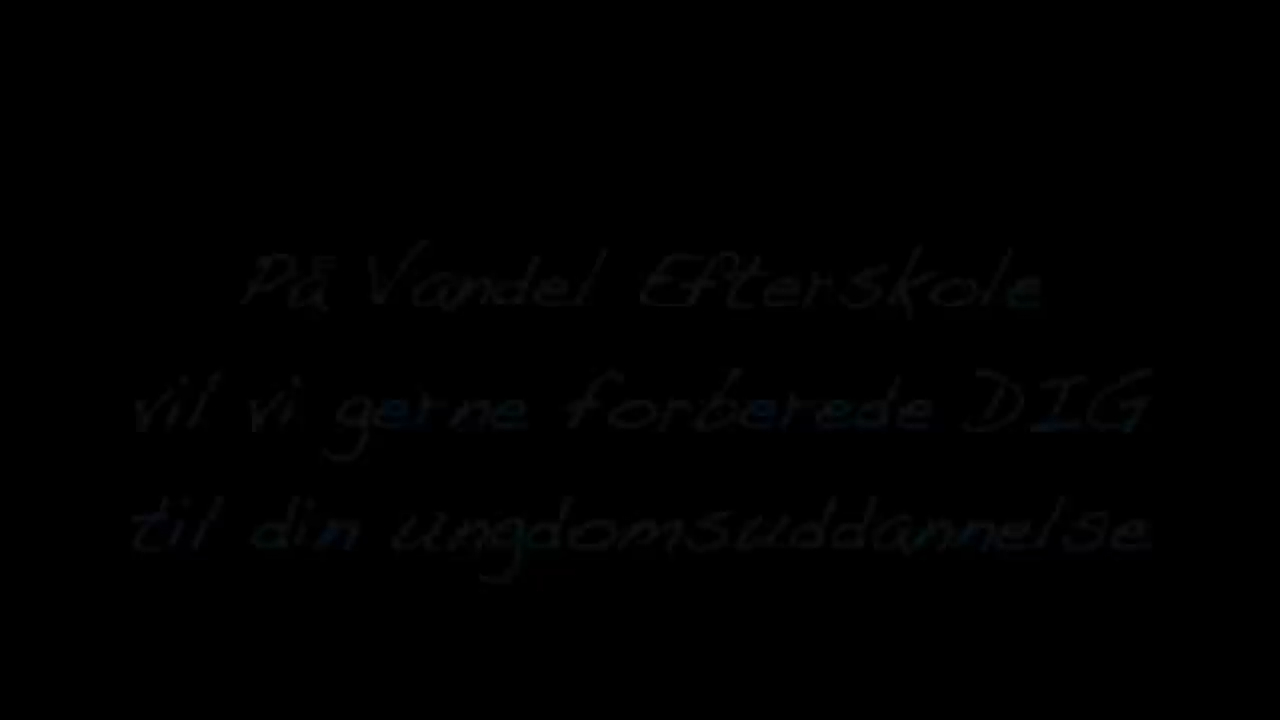 På Vandel Efterskole
vil vi gerne forberede DIG
til din ungdomsuddannelse